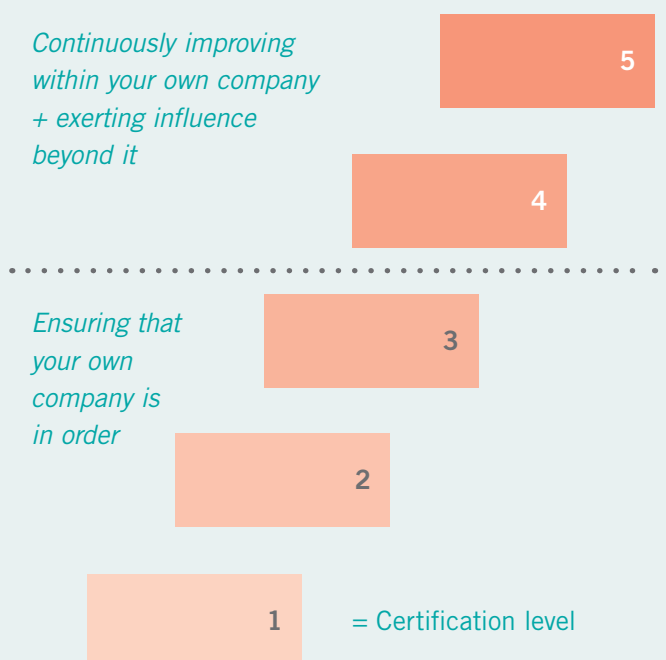 Continuously improving
within your own company
+ exerting influence
beyond it
5
4
Ensuring that
your own
company is
in order
3
2
1
= Certification level